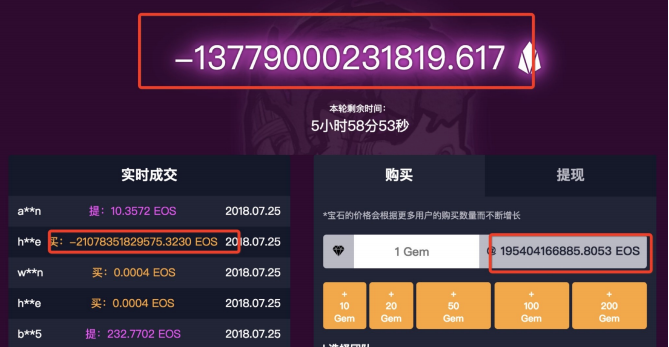 -13779000231819.617
本轮剩余时间:
5小时58分53秒
实时成交
a**n 提: 10.3572 EOS 2018.07.25
h**e 买: -21078351829575.3230 EOS 2018.07.25
w**n 买: 0.0004 EOS 2018.07.25
h**e 买: 0.0004 EOS 2018.07.25
b**5 提: 232.7702 EOS 2018.07.25
购买 提现
*宝石的价格会根据更多用户的购买数量而不断增长
1 Gem @ 195404166885.8053 EOS
+ 10 Gem
+ 20 Gem
+ 50 Gem
+ 100 Gem
+ 200 Gem